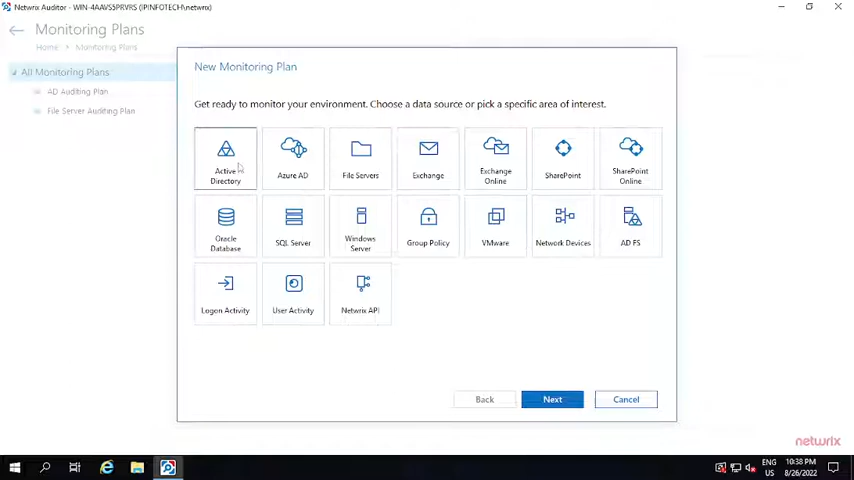 Netwrix Auditor - WIN-4AAVS5PRVRS (IPINFOTECH\netwrix)
Monitoring Plans
Home > Monitoring Plans
All Monitoring Plans
AD Auditing Plan
File Server Auditing Plan
New Monitoring Plan
Get ready to monitor your environment. Choose a data source or pick a specific area of interest.
Active
Directory
Azure AD
File Servers
Exchange
Exchange
Online
SharePoint
SharePoint
Online
Oracle
Database
SQL Server
Windows
Server
Group Policy
VMware
Network Devices
AD FS
Logon Activity
User Activity
Netwrix API
Back
Next
Cancel
netwrix
ENG
US
10:38 PM
8/26/2022